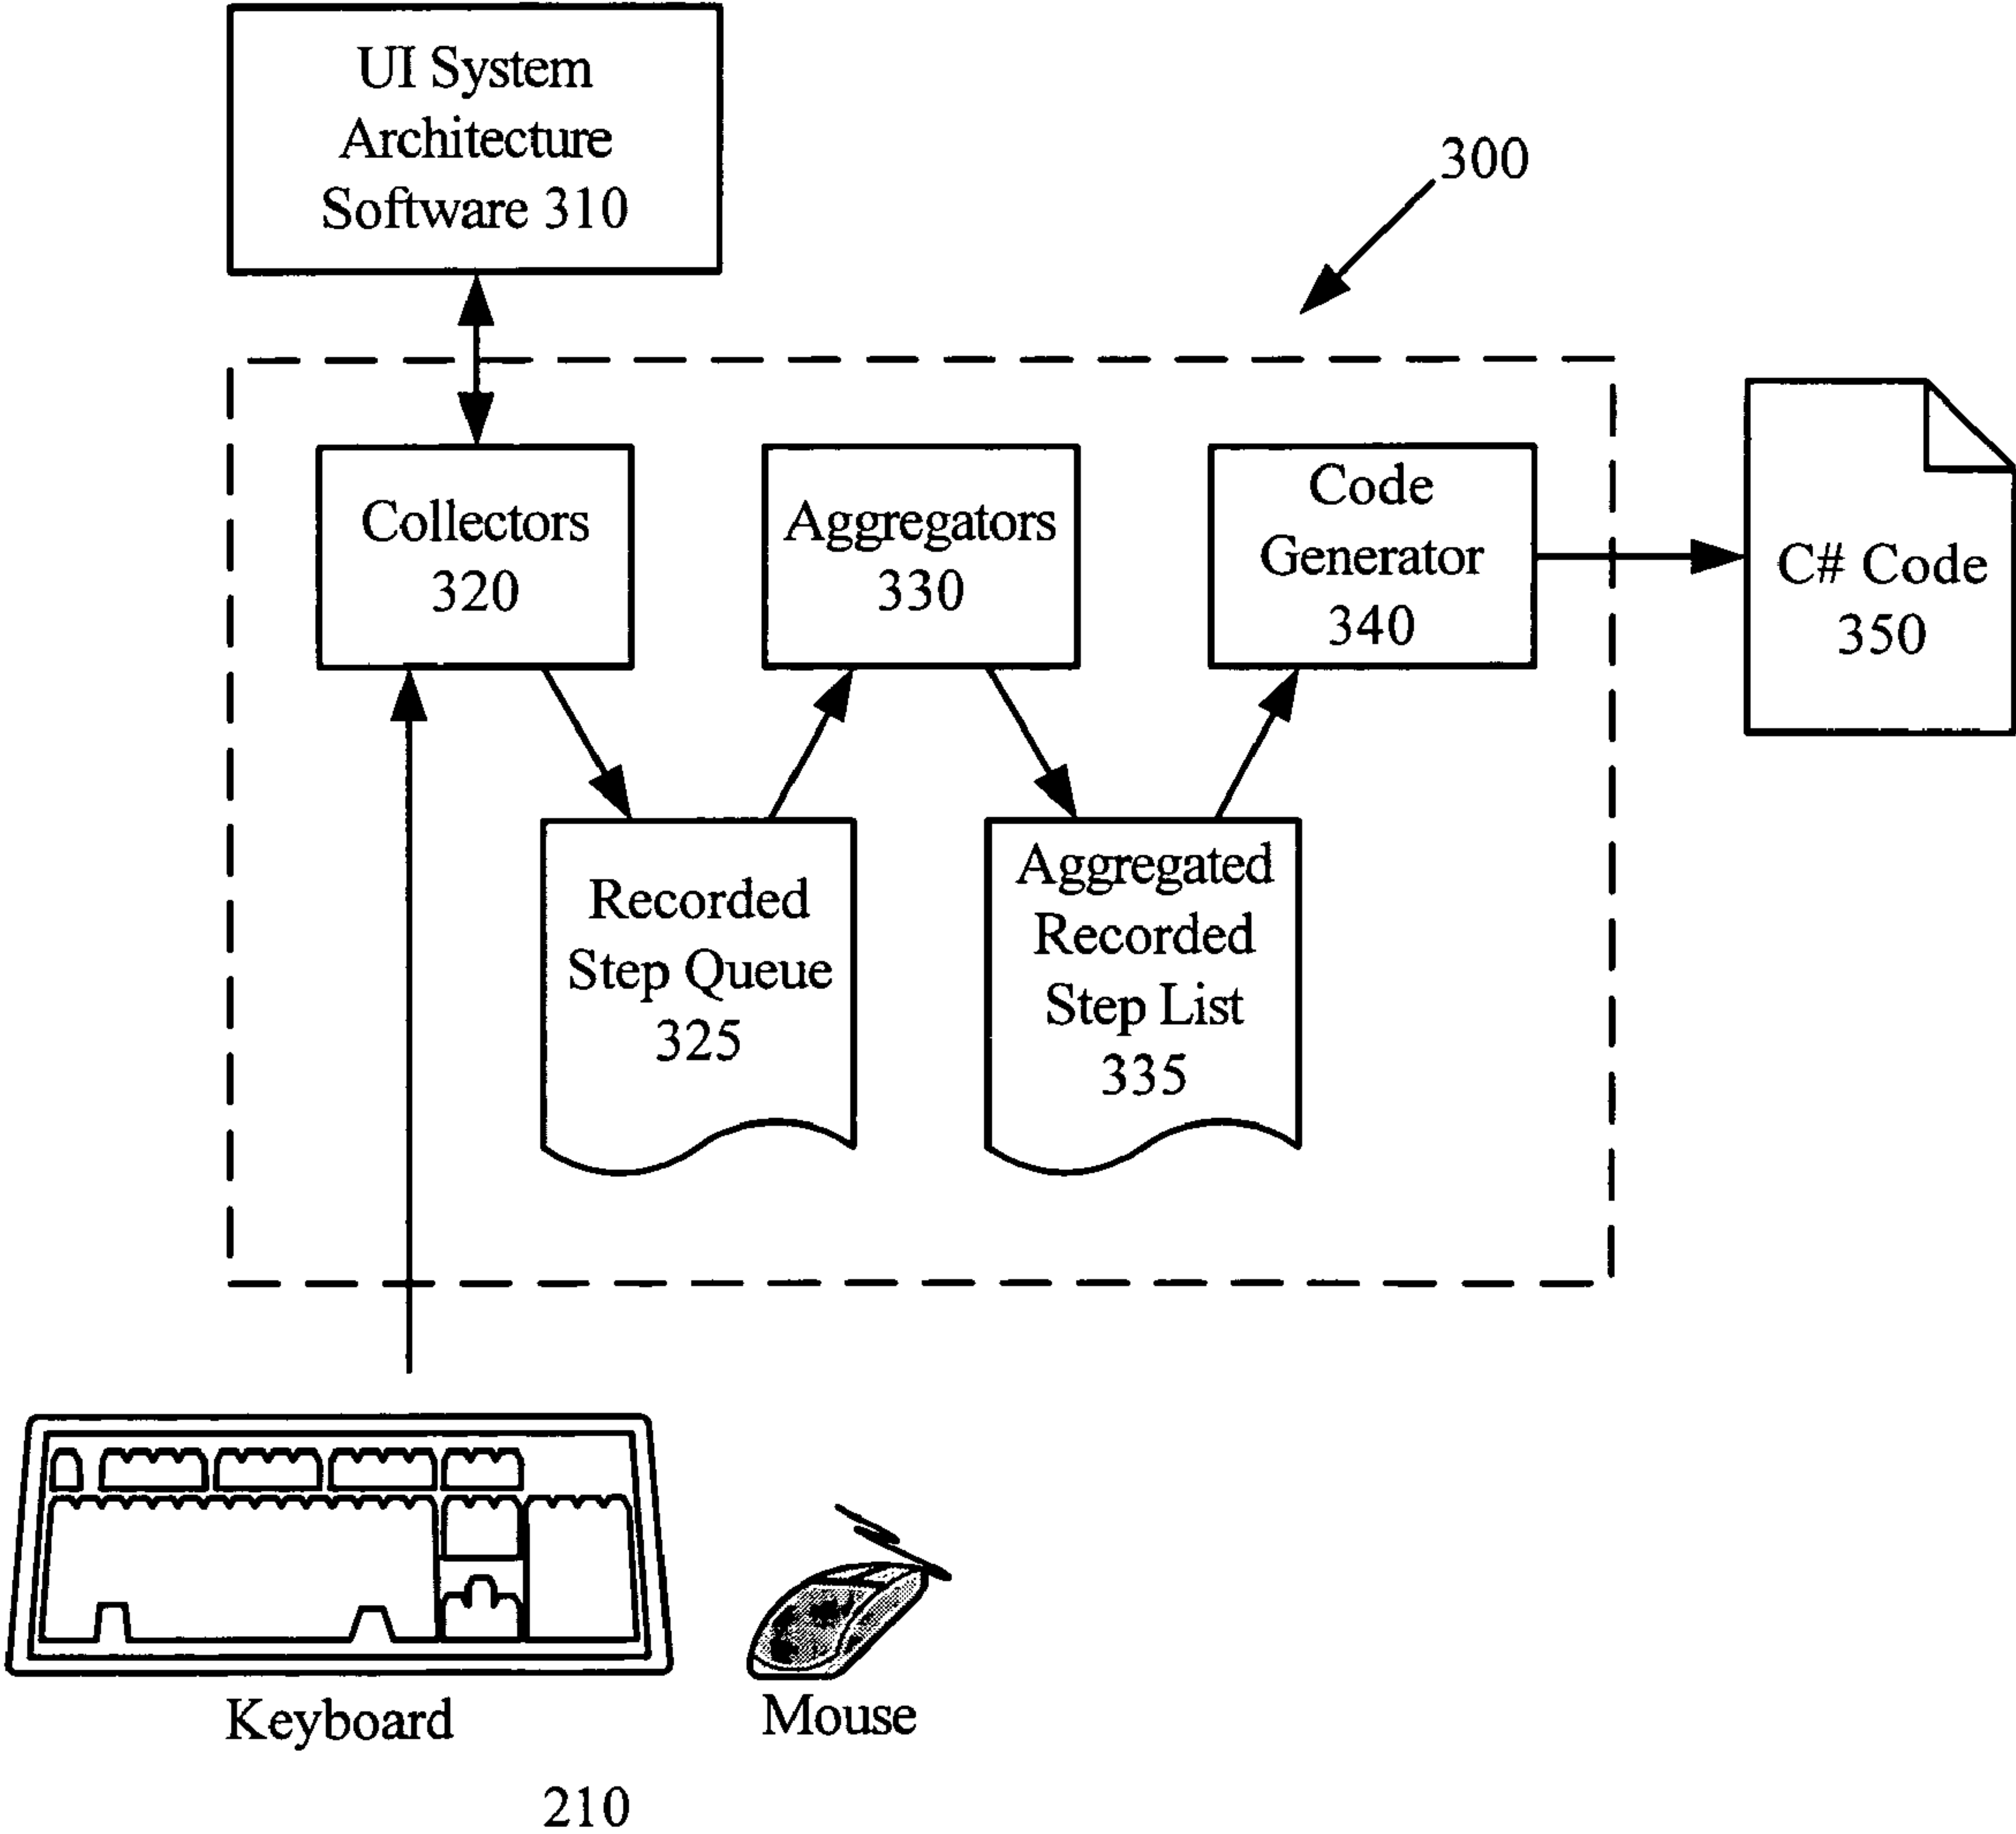 UI System
Architecture
Software 310
300
Collectors
320
Aggregators
330
Code
Generator
340
C# Code
350
Recorded
Step Queue
325
Aggregated
Recorded
Step List
335
Keyboard
Mouse
210